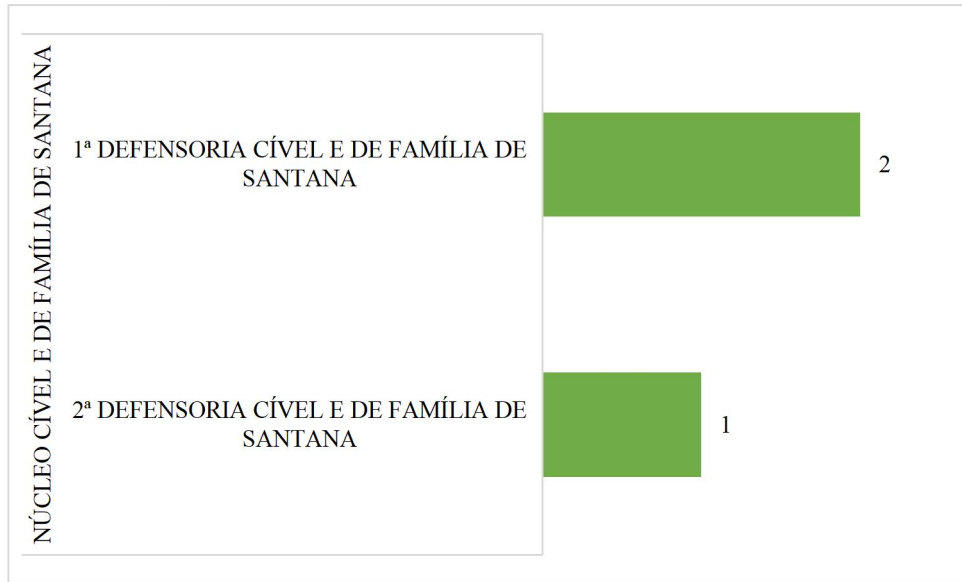 NÚCLEO CÍVEL E DE FAMÍLIA DE SANTANA
1ª DEFENSORIA CÍVEL E DE FAMÍLIA DE
SANTANA
2
2ª DEFENSORIA CÍVEL E DE FAMÍLIA DE
SANTANA
1